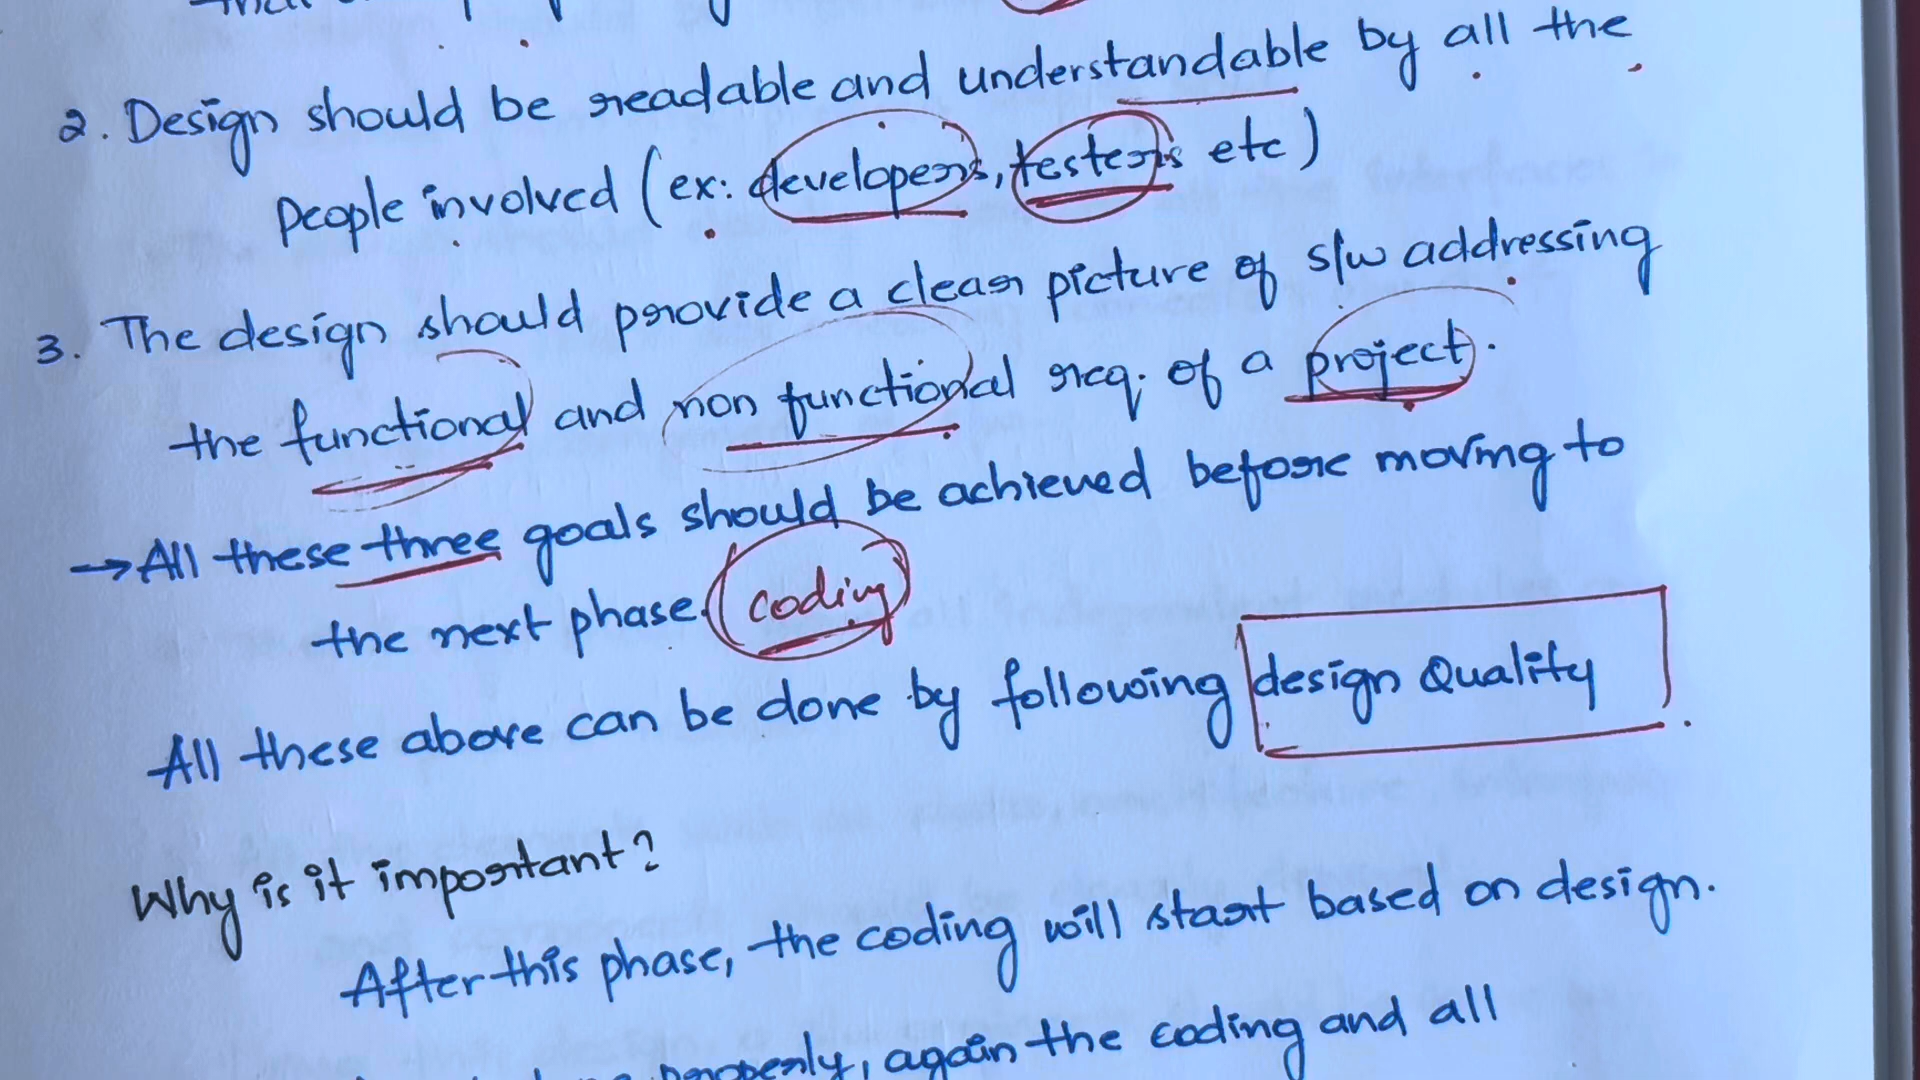 2. Design should be readable and understandable by all the
people involved (ex: developers, testers etc)
3. The design should provide a clear picture of s/w addressing
the functional and non functional req. of a project.
→ All these three goals should be achieved before moving to
the next phase. coding
All these above can be done by following design Quality
Why is it important?
After this phase, the coding will start based on design.
properly, again the coding and all